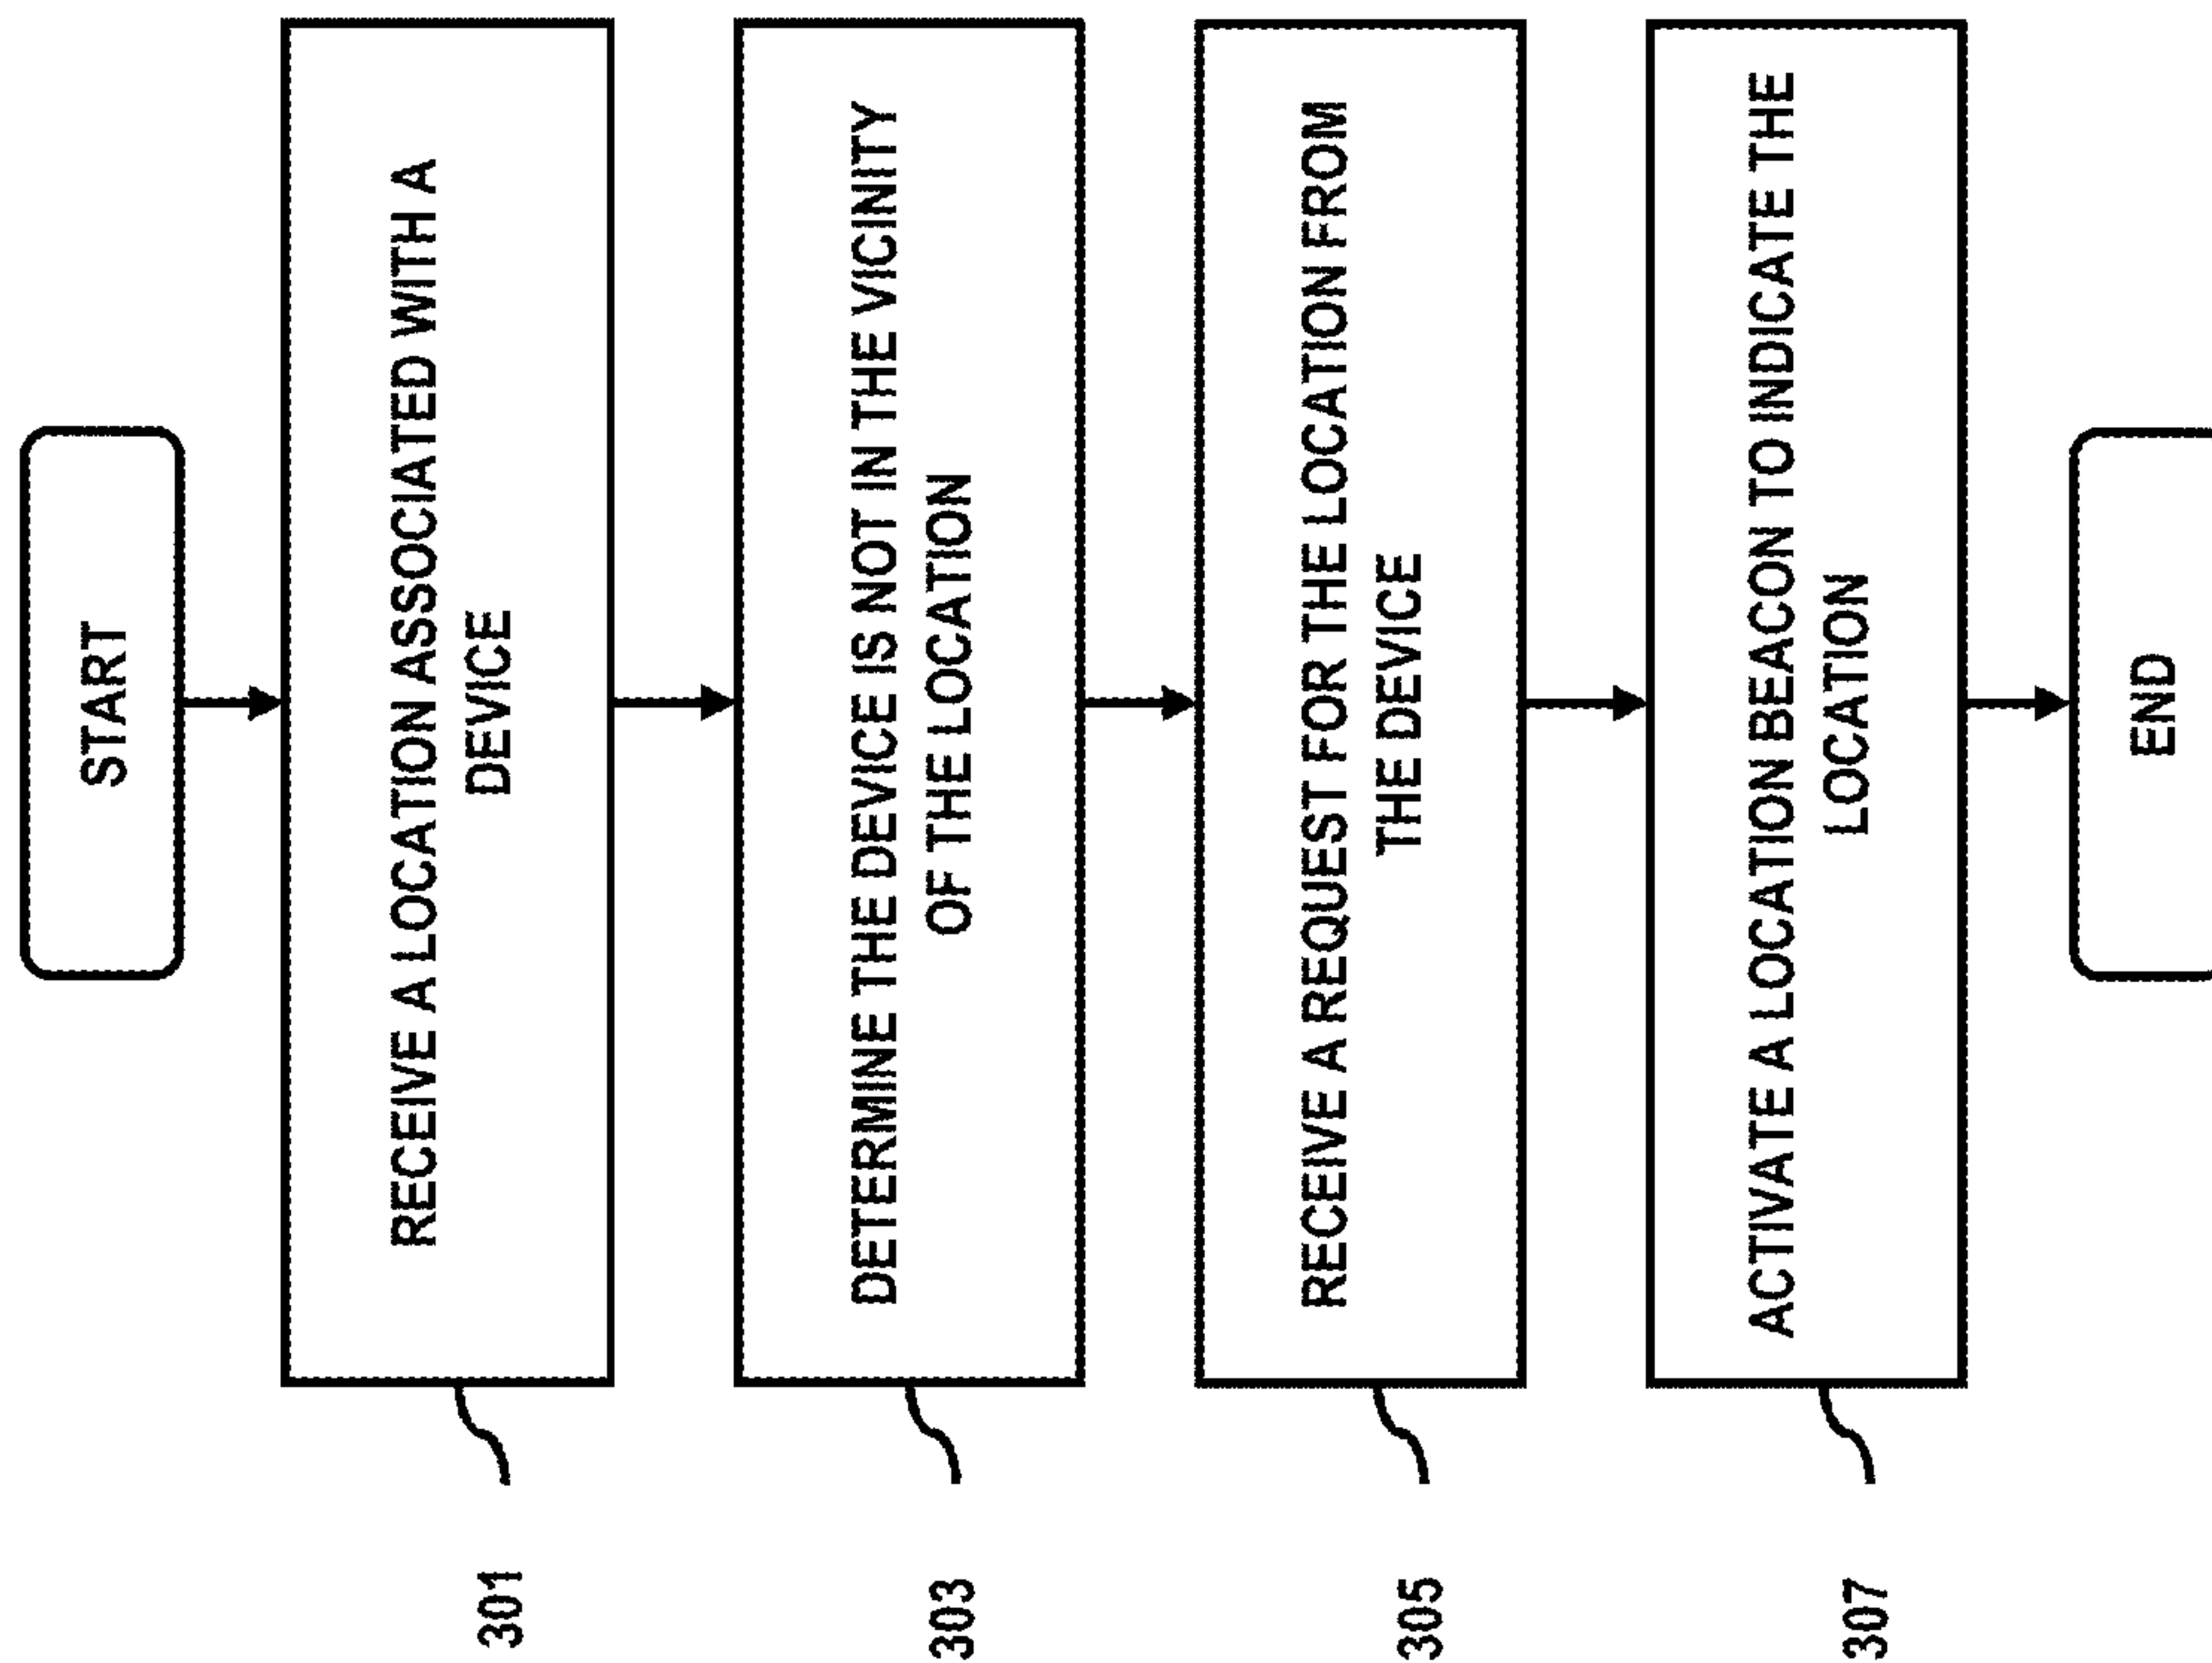 START
RECEIVE A LOCATION ASSOCIATED WITH A
DEVICE
301
DETERMINE THE DEVICE IS NOT IN THE VICINITY
OF THE LOCATION
303
RECEIVE A REQUEST FOR THE LOCATION FROM
THE DEVICE
305
ACTIVATE A LOCATION BEACON TO INDICATE THE
LOCATION
307
END